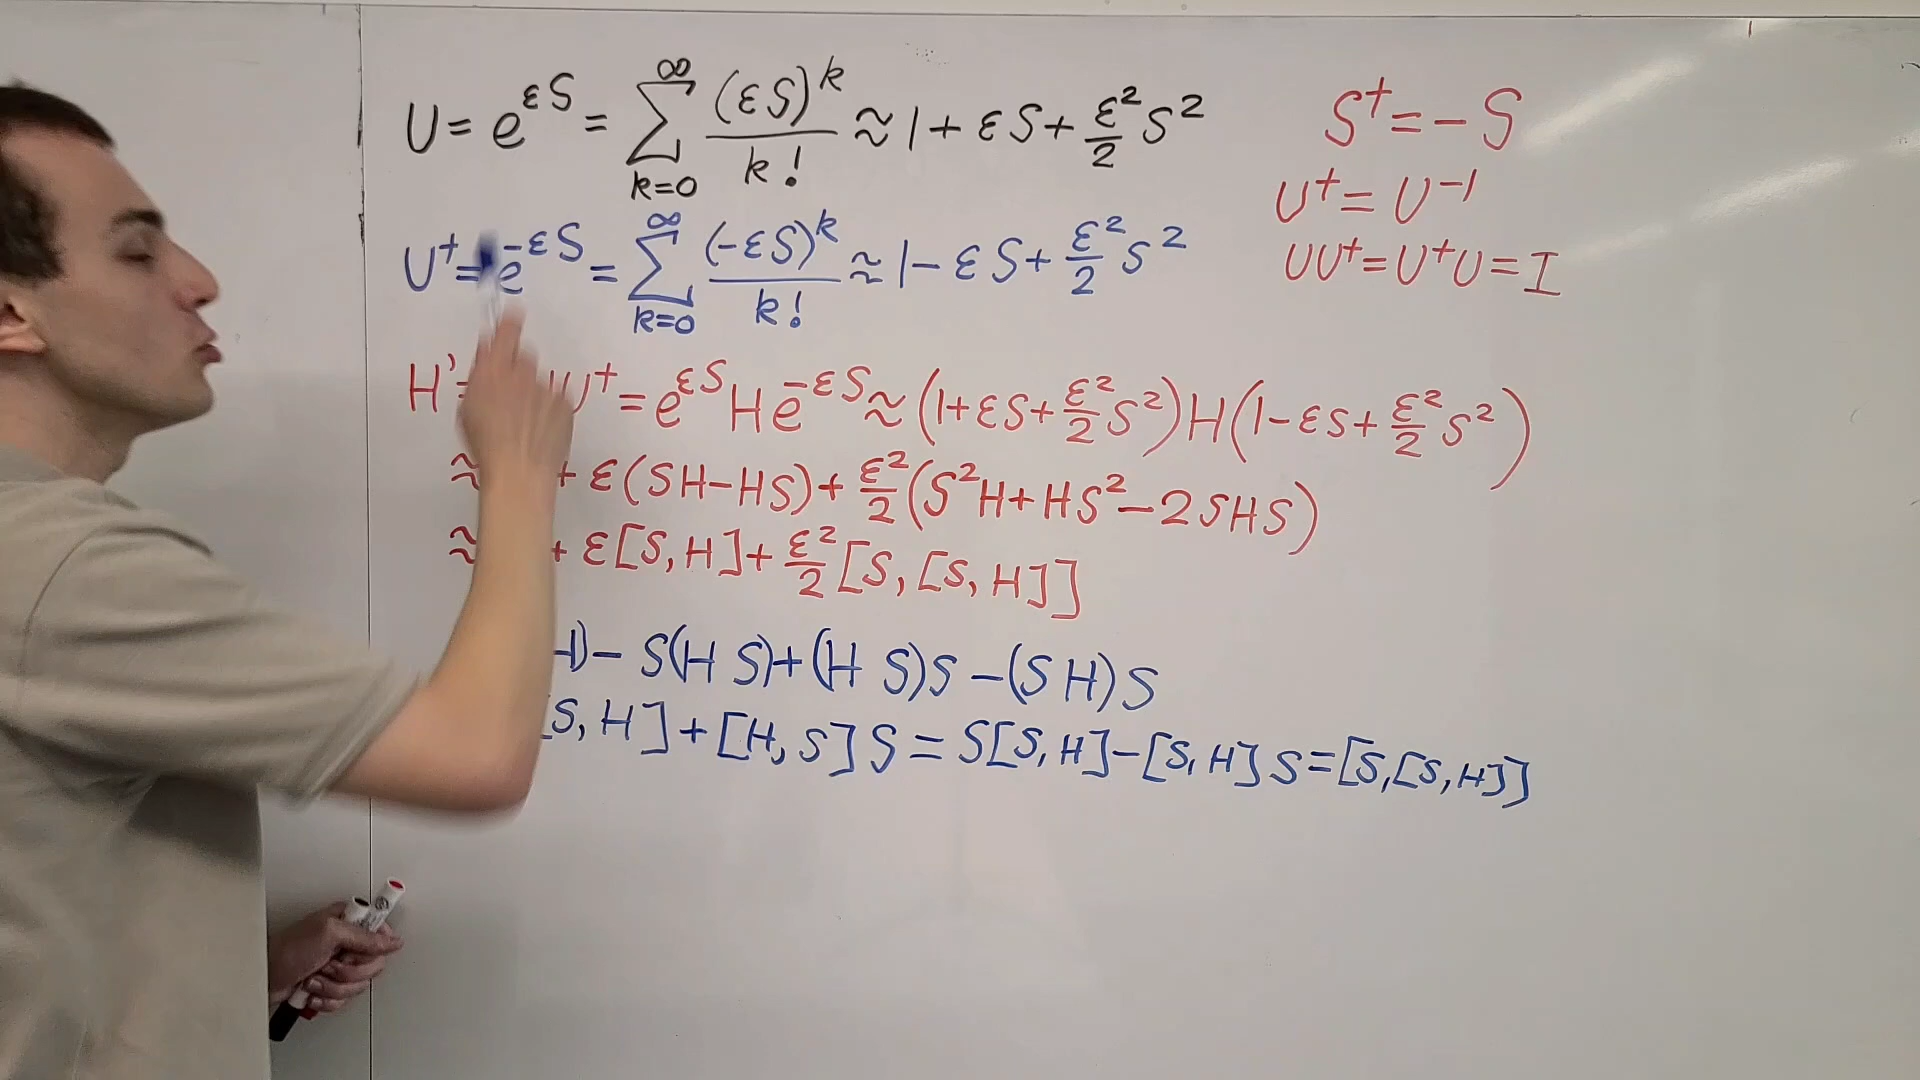 U = e^{εS} = ∑_{k=0}^{∞} (εS)^k / k! ≈ 1 + εS + ε²/2 S²
S† = -S
U† = U^{-1}
UU† = U†U = I
U† = e^{-εS} = ∑_{k=0}^{∞} (-εS)^k / k! ≈ 1 - εS + ε²/2 S²
H' = U† = e^{εS} H e^{-εS} ≈ (1 + εS + ε²/2 S²) H (1 - εS + ε²/2 S²)
≈ + ε(SH - HS) + ε²/2 (S²H + HS² - 2SHS)
≈ + ε[S, H] + ε²/2 [S, [S, H]]
) - S(H S) + (H S)S - (S H)S
[S, H] + [H, S] S = S[S, H] - [S, H] S = [S, [S, H]]